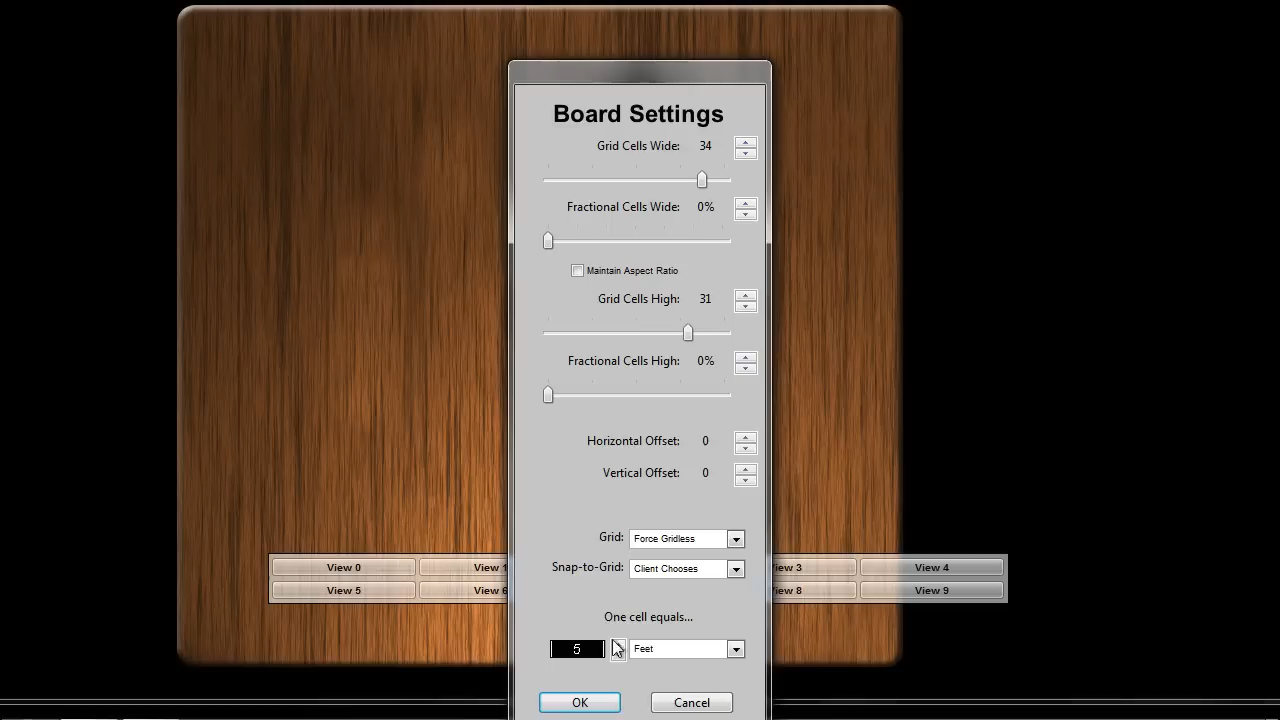 Board Settings
Grid Cells Wide: 34
Fractional Cells Wide: 0%
Maintain Aspect Ratio
Grid Cells High: 31
Fractional Cells High: 0%
Horizontal Offset: 0
Vertical Offset: 0
Grid: Force Gridless
Snap-to-Grid: Client Chooses
View 0 View View 4
View 5 View View 9
One cell equals...
5 Feet
OK Cancel